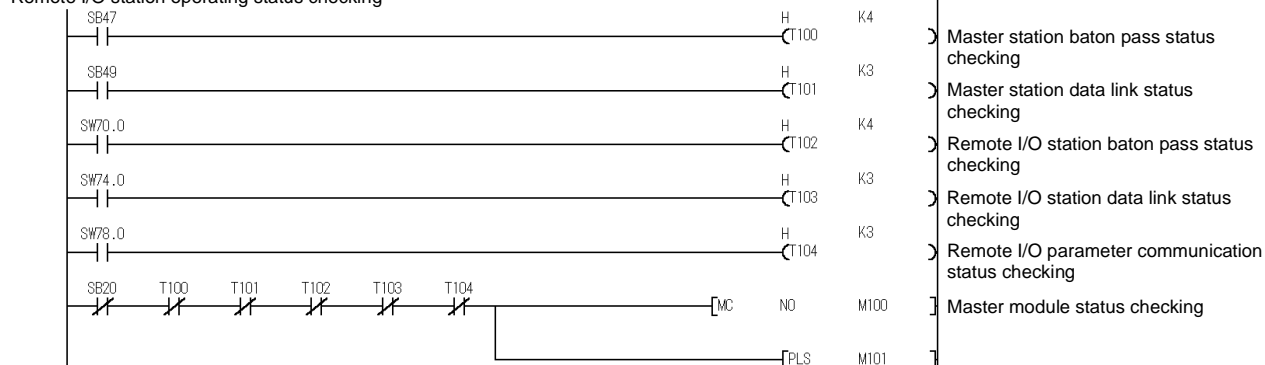 Remote I/O station operating status checking
SB47 H K4
T100 Master station baton pass status
checking
SB49 H K3
T101 Master station data link status
checking
SW70.0 H K4
T102 Remote I/O station baton pass status
checking
SW74.0 H K3
T103 Remote I/O station data link status
checking
SW78.0 H K3
T104 Remote I/O parameter communication
status checking
SB20 T100 T101 T102 T103 T104
MC N0 M100 Master module status checking
PLS M101